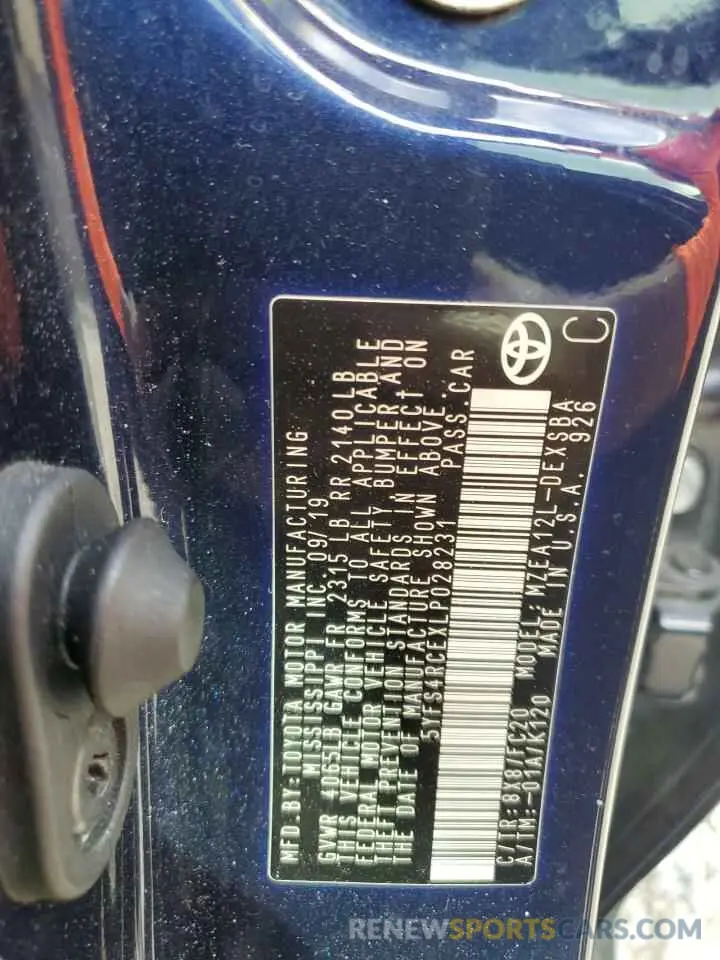 MFD.BY:TOYOTA MOTOR MANUFACTURING
MISSISSIPPI INC.09/19
GVWR 4065LB GAWR FR 2315 LB RR 2140LB
THIS VEHICLE CONFORMS TO ALL APPLICABLE
FEDERAL MOTOR VEHICLE SAFETY, BUMPER AND
THEFT PREVENTION STANDARDS IN EFFECT ON
THE DATE OF MANUFACTURE SHOWN ABOVE.
5YFS4RCEXLP028231 PASS.CAR
C/TR:8X8/FC20 MODEL:MZEA12L-DEXSBA
A/TM:-01A/K120 MADE IN U.S.A. 926
C
RENEWSPORTSCARS.COM